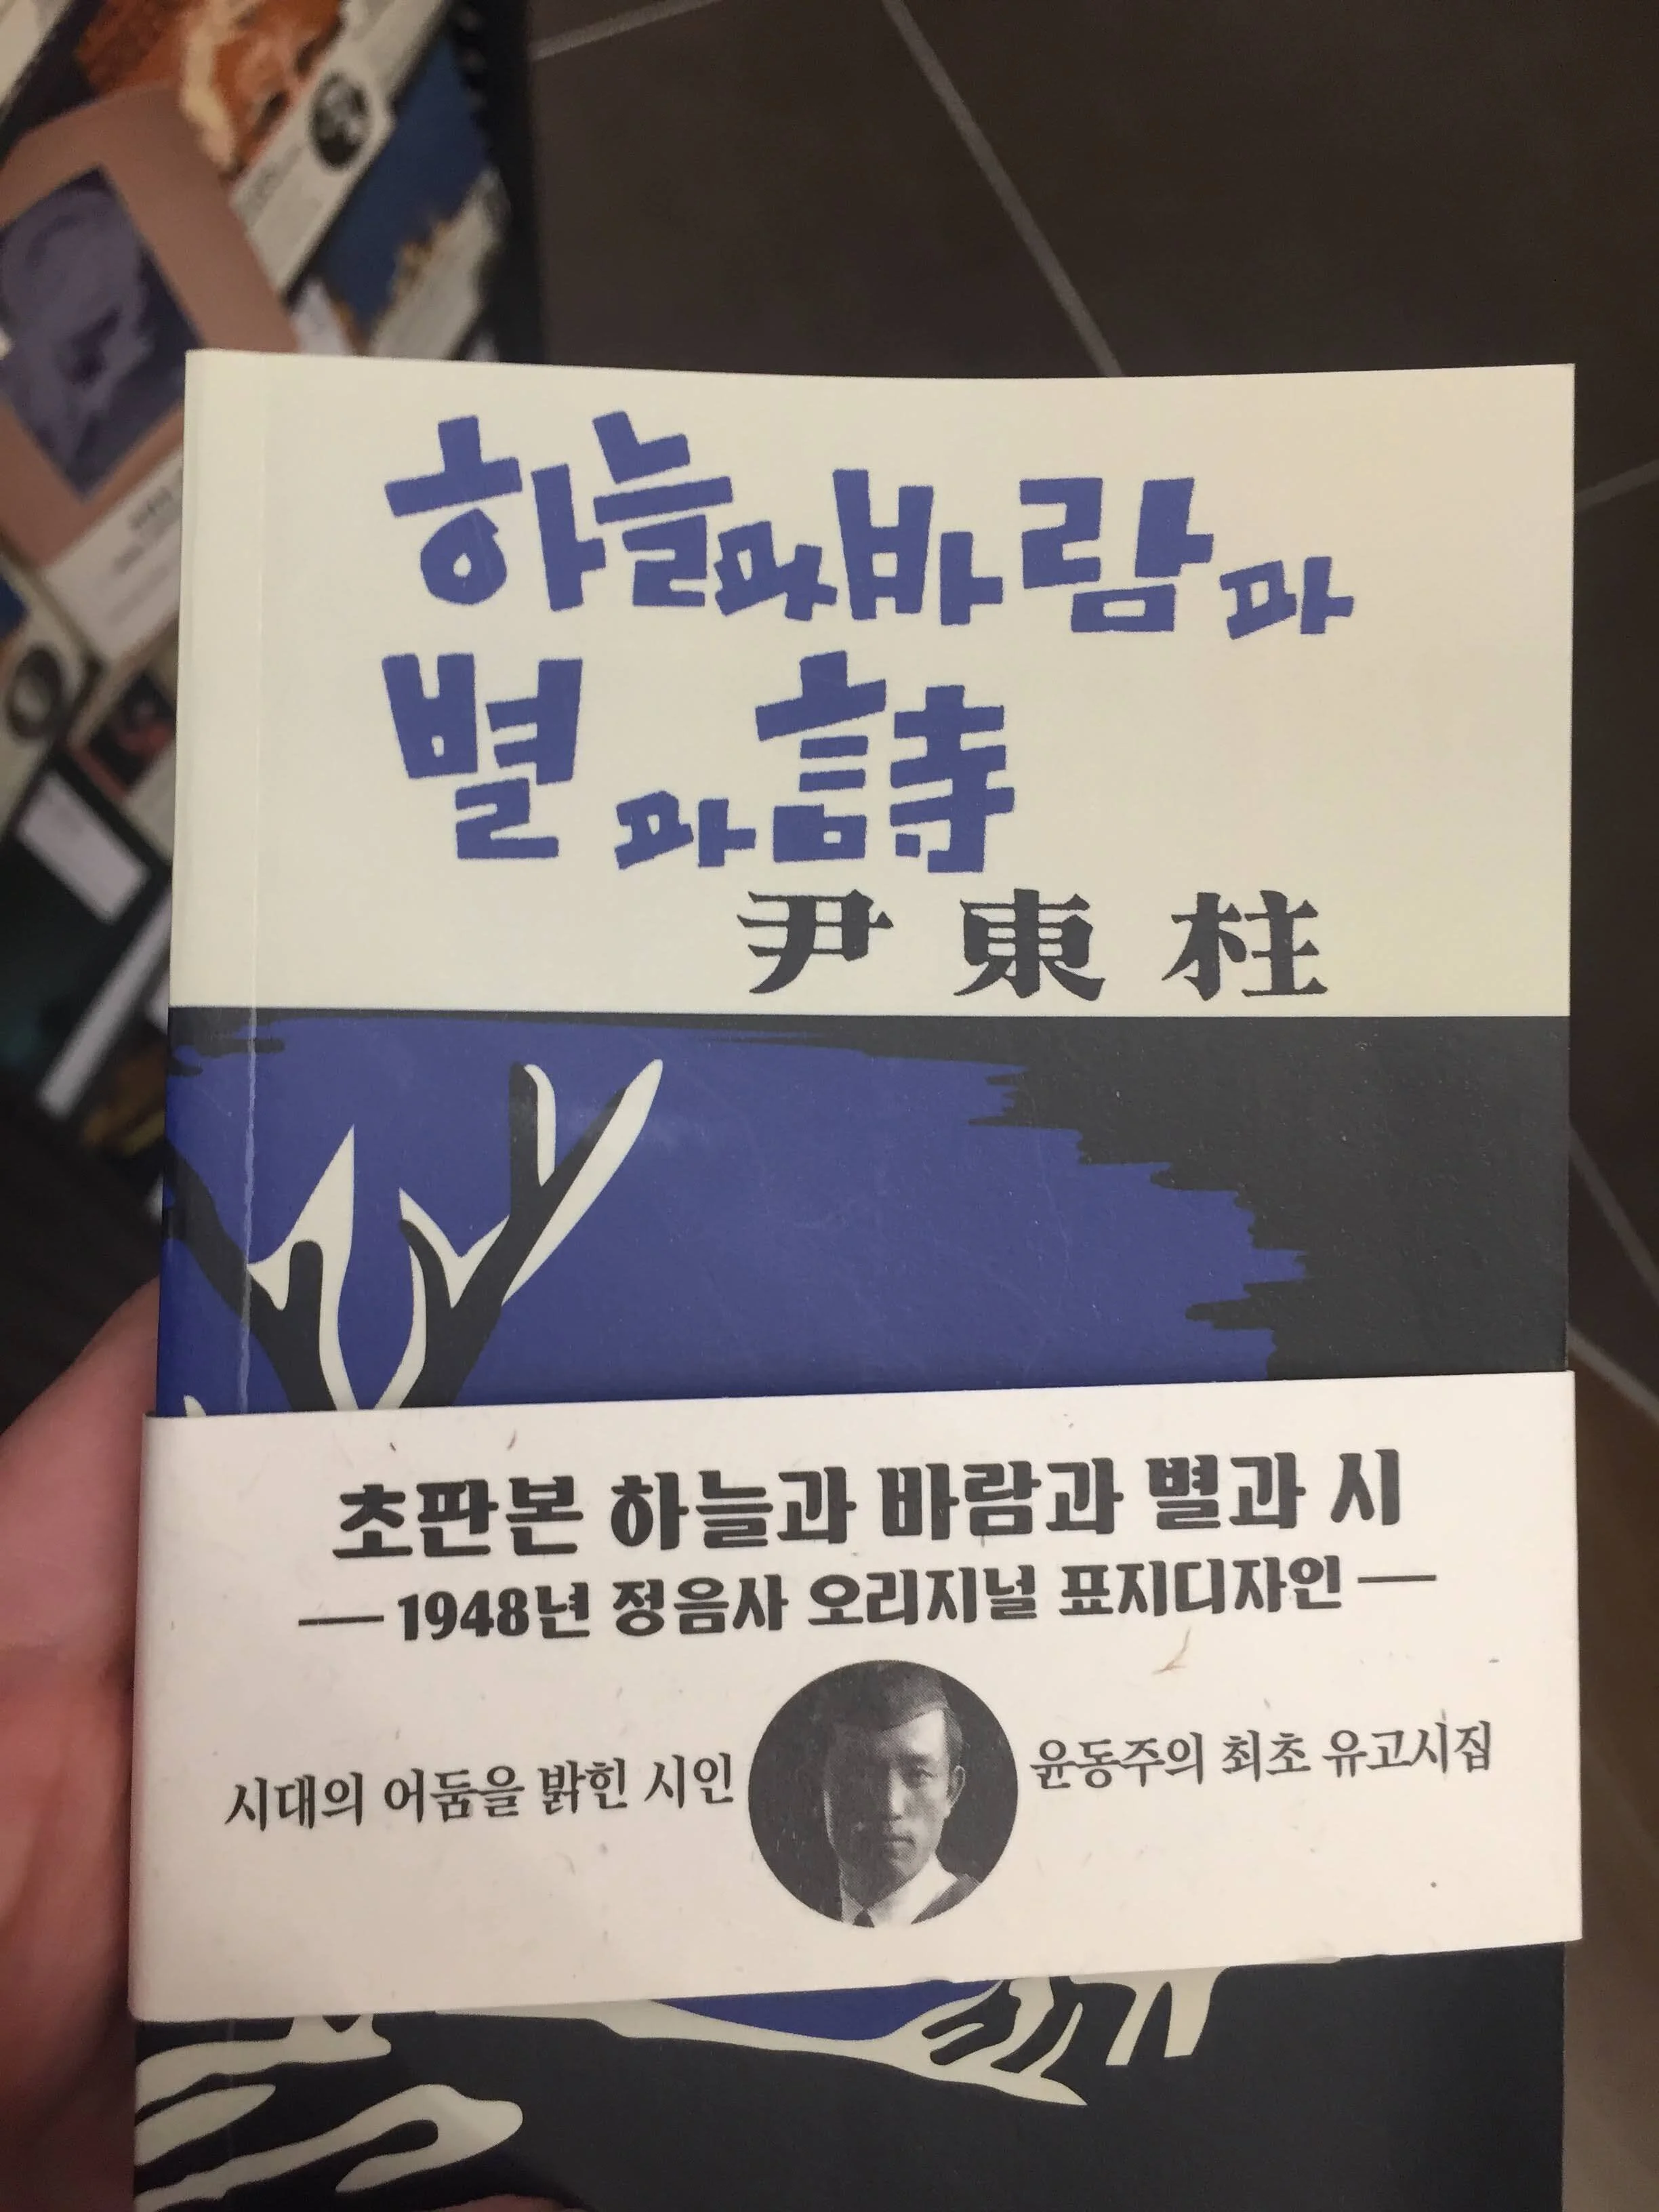 하늘과 바람과
별과 詩
尹東柱
초판본 하늘과 바람과 별과 시
— 1948년 정음사 오리지널 표지디자인 —
시대의 어둠을 밝힌 시인
윤동주의 최초 유고시집